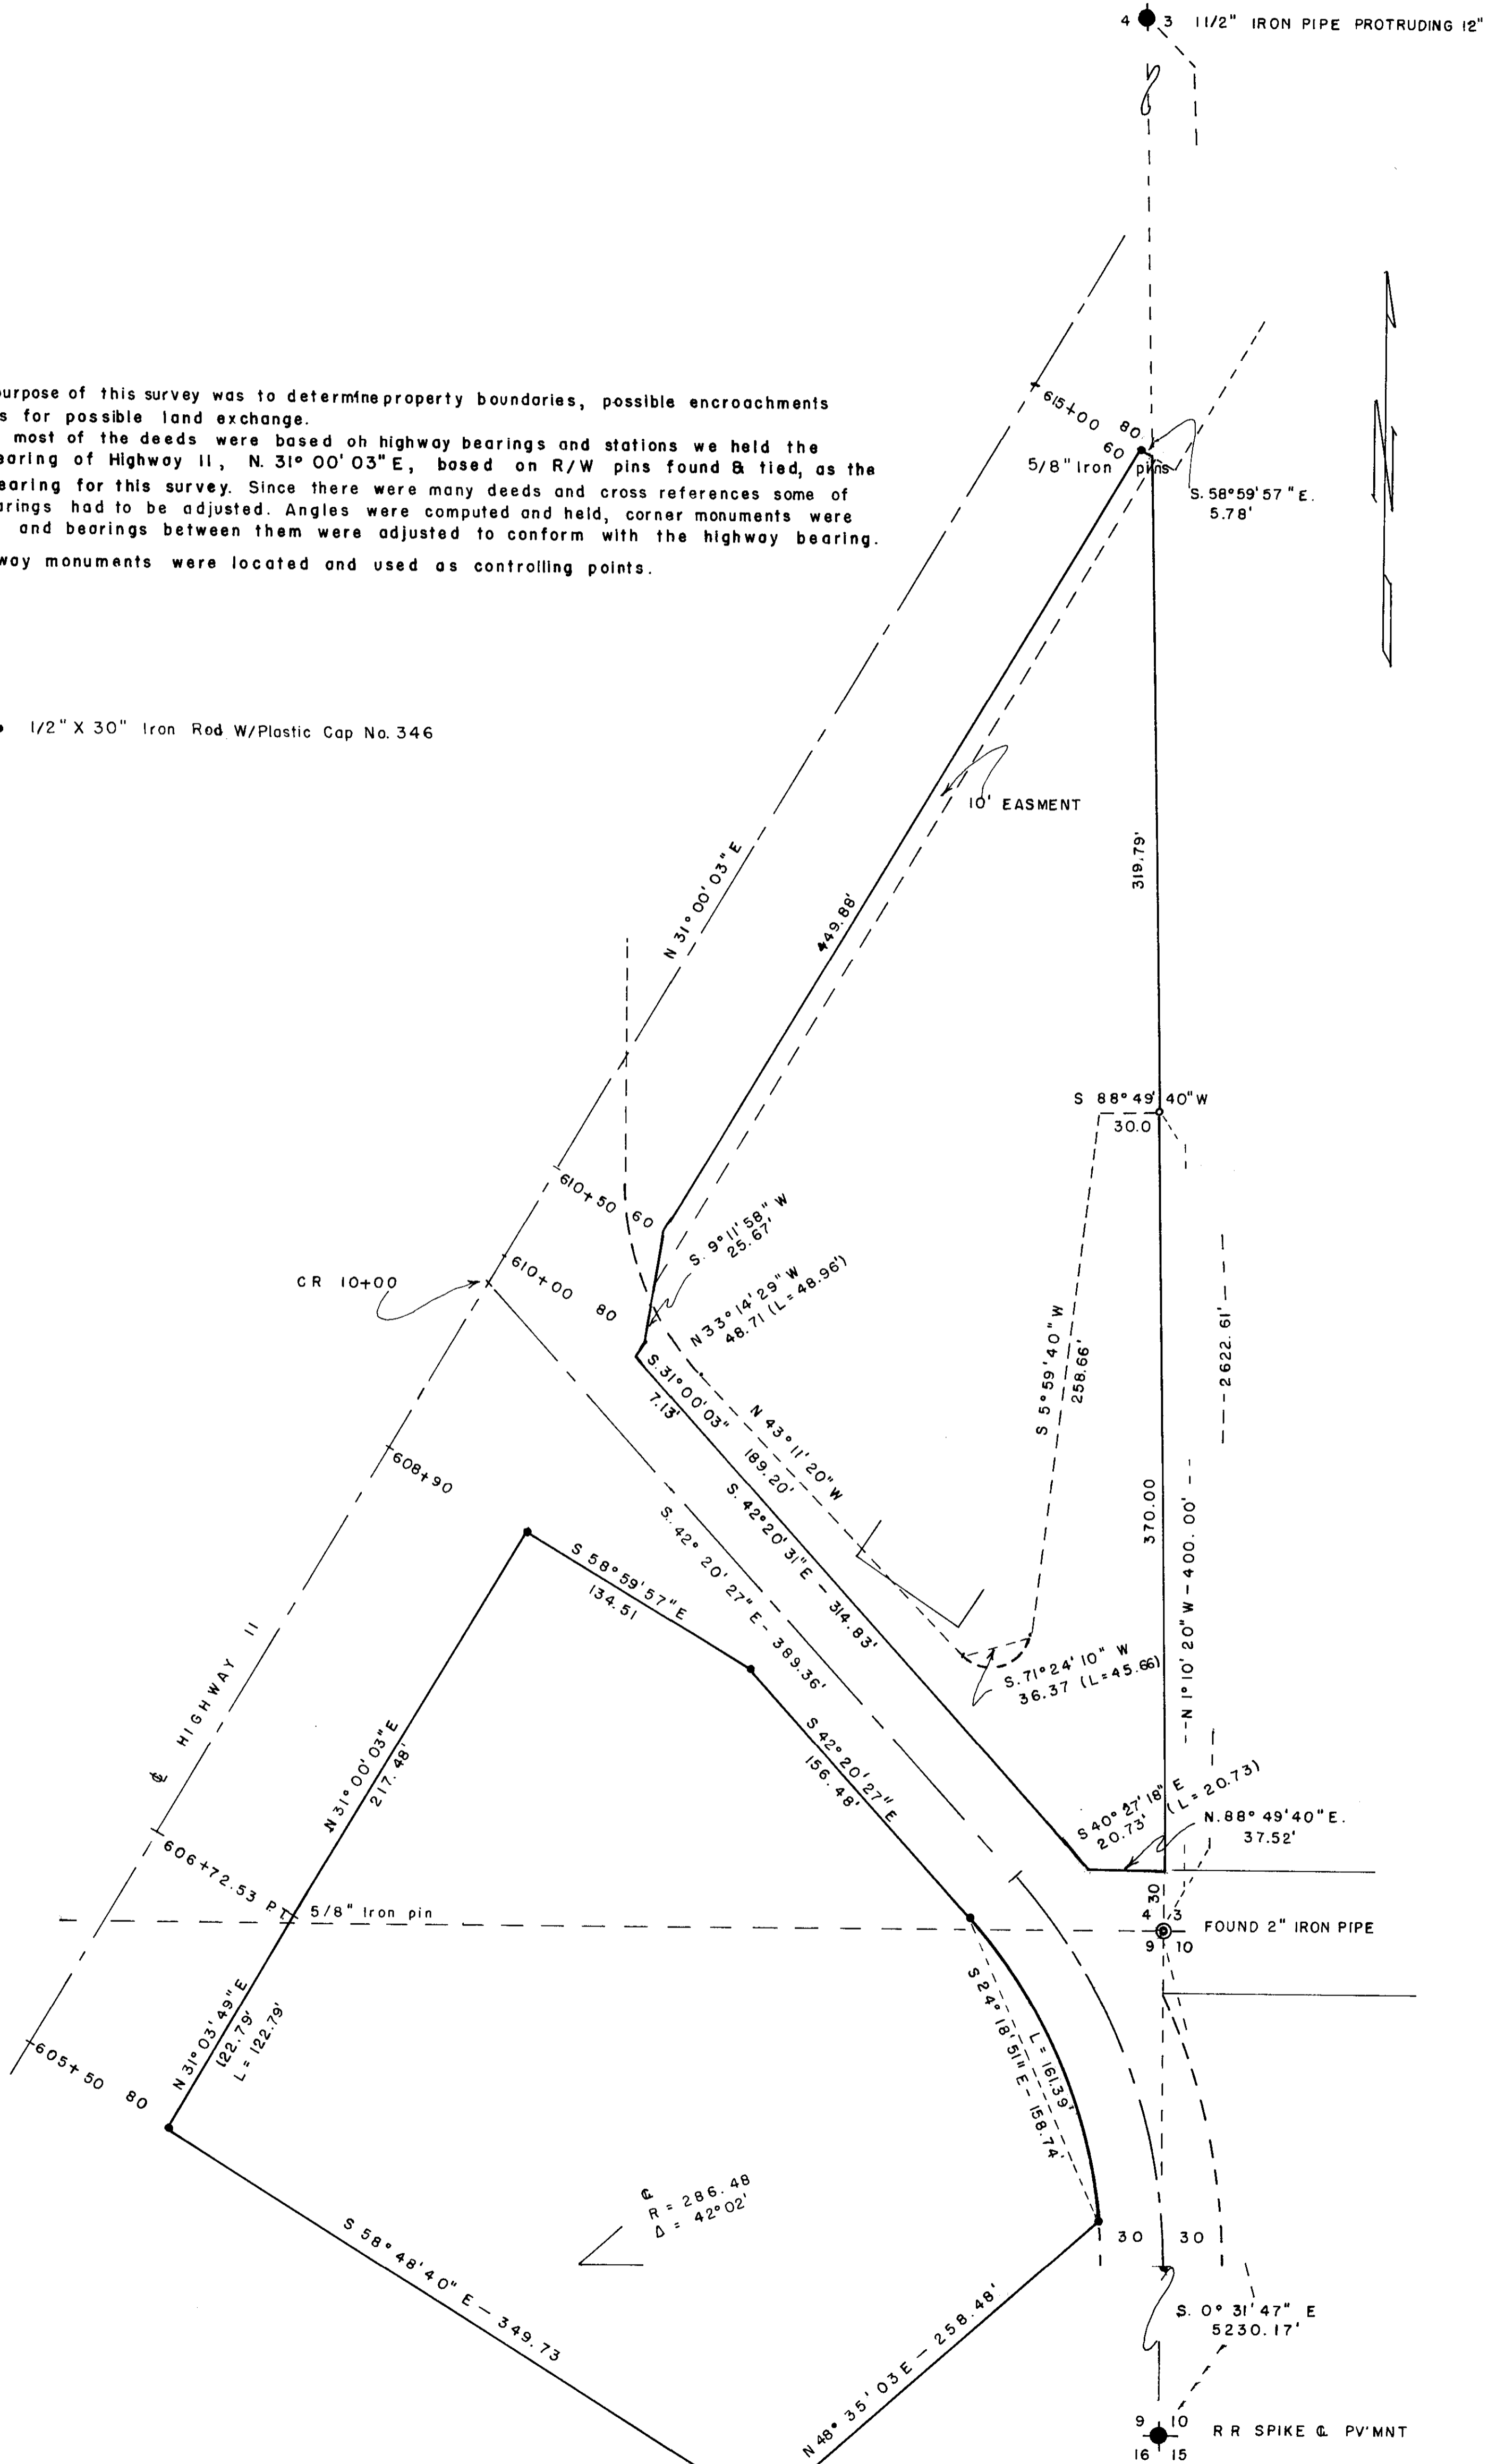 4 3 1 1/2" IRON PIPE PROTRUDING 12"
urpose of this survey was to determine property boundaries, possible encroachments
s for possible land exchange.
most of the deeds were based oh highway bearings and stations we held the
aring of Highway 11, N. 31° 00' 03" E, based on R/W pins found & tied, as the
earing for this survey. Since there were many deeds and cross references some of
arings had to be adjusted. Angles were computed and held, corner monuments were
and bearings between them were adjusted to conform with the highway bearing.
way monuments were located and used as controlling points.
615+00 80
60
5/8" Iron pins
S. 58°59'57" E.
5.78'
1/2" X 30" Iron Rod W/Plastic Cap No. 346
10' EASMENT
319.79'
N 31° 00' 03" E
449.88'
S 88° 49' 40" W
30.0
610+50 60
S. 9° 11' 58" W
25.67'
CR 10+00
610+00 80
N 33° 14' 29" W
48.71 (L = 48.96')
S. 31° 00' 03"
7.13'
S 5° 59' 40" W
258.66'
2622.61'
N 43° 11' 20" W
189.20'
608+90
S. 42° 20' 31" E - 314.83'
370.00
N 1° 10' 20" W - 400.00'
S. 42° 20' 27" E - 389.36'
S 58° 59' 57" E
134.51
S. 71° 24' 10" W
36.37 (L=45.66)
℄ HIGHWAY 11
N 31° 00' 03" E
217.48'
S 42° 20' 27" E
156.48'
S 40° 27' 18" E
20.73' (L = 20.73)
N. 88° 49' 40" E.
37.52'
606+72.53 P.T.
5/8" Iron pin
30
4 3
9 10
FOUND 2" IRON PIPE
N 31° 03' 49" E
122.79'
L = 122.79'
L = 161.39'
S 24° 18' 51" E - 158.74'
605+50 80
℄
R = 286.48
Δ = 42° 02'
30 30
S 58° 48' 40" E - 349.73
N 48° 35' 03 E - 258.48'
S. 0° 31' 47" E
5230.17'
9 10
16 15
RR SPIKE ℄ PV'MNT